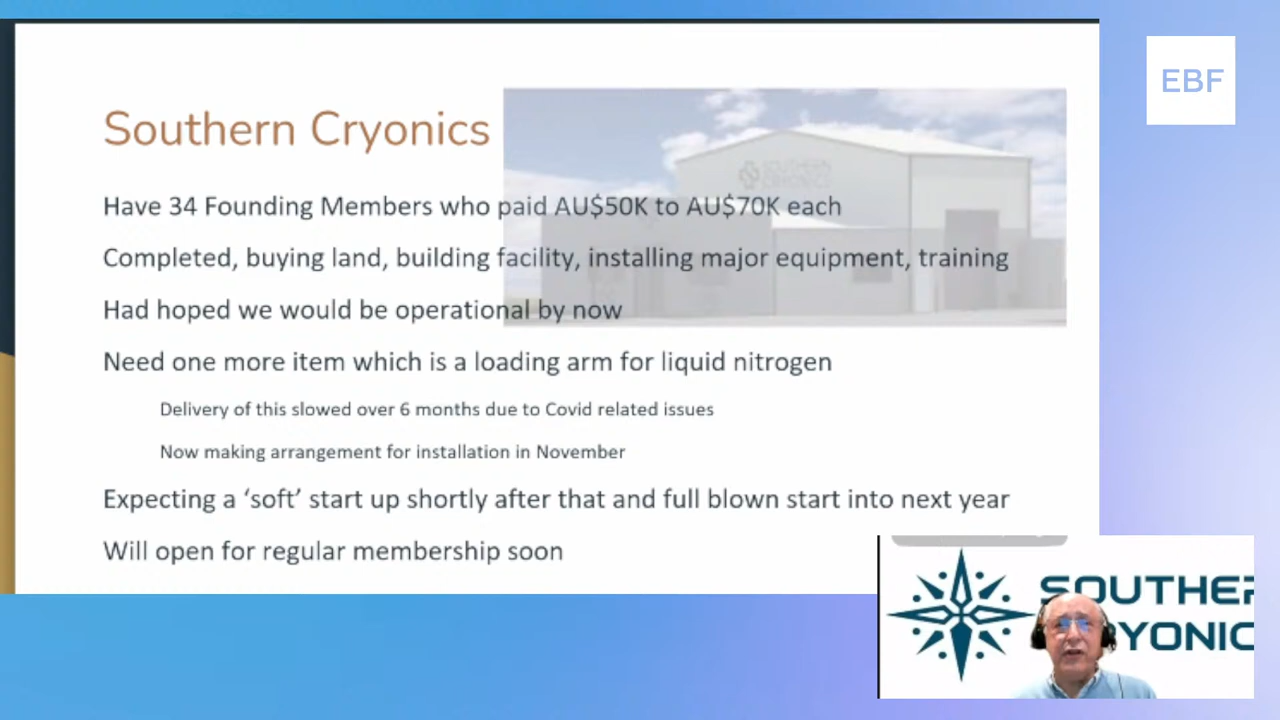 EBF
Southern Cryonics
SOUTHERN
CRYONICS
Have 34 Founding Members who paid AU$50K to AU$70K each
Completed, buying land, building facility, installing major equipment, training
Had hoped we would be operational by now
Need one more item which is a loading arm for liquid nitrogen
Delivery of this slowed over 6 months due to Covid related issues
Now making arrangement for installation in November
Expecting a ‘soft’ start up shortly after that and full blown start into next year
Will open for regular membership soon
SOUTHER
YONIC